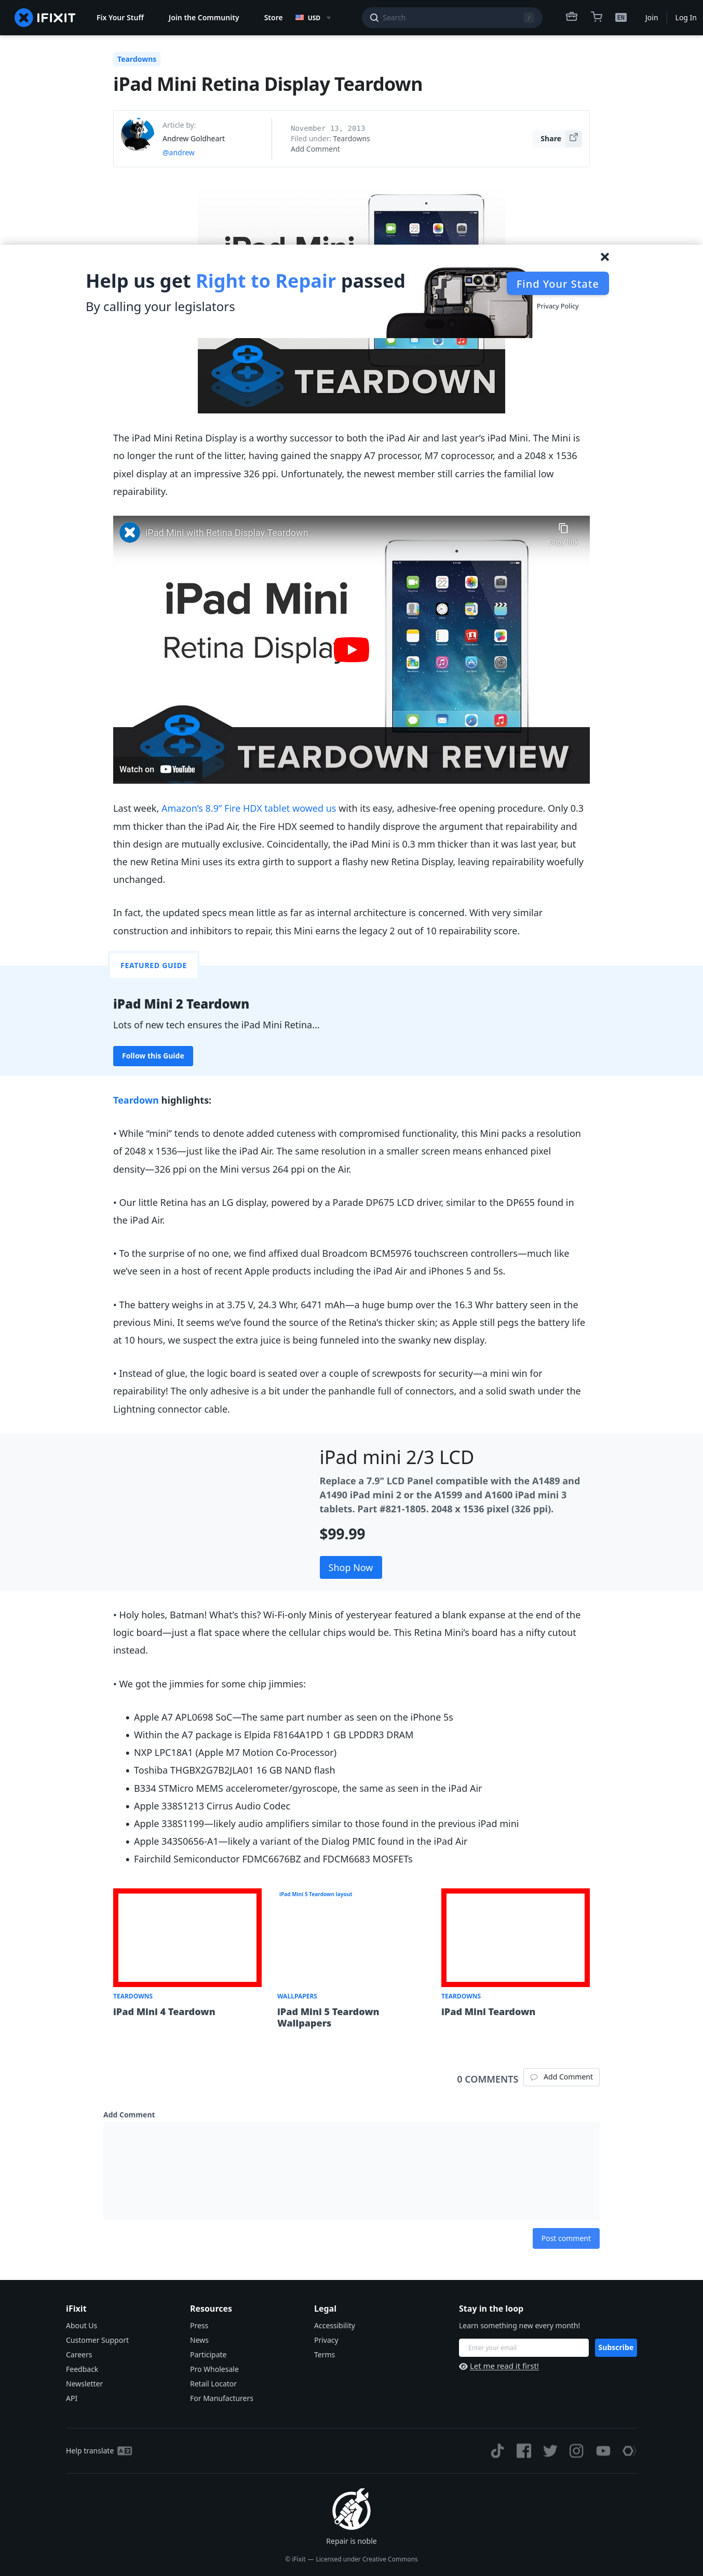 IFIXIT
Fix Your Stuff
Join the Community
Store
USD
Search
/
EN
Join
Log In
Teardowns
iPad Mini Retina Display Teardown
Article by:
Andrew Goldheart
@andrew
November 13, 2013
Filed under: Teardowns
Add Comment
Share
Help us get Right to Repair passed
By calling your legislators
Find Your State
Privacy Policy
TEARDOWN
The iPad Mini Retina Display is a worthy successor to both the iPad Air and last year's iPad Mini. The Mini is
no longer the runt of the litter, having gained the snappy A7 processor, M7 coprocessor, and a 2048 x 1536
pixel display at an impressive 326 ppi. Unfortunately, the newest member still carries the familial low
repairability.
iPad Mini with Retina Display Teardown
Copy link
iPad Mini
Retina Display
TEARDOWN REVIEW
Watch on YouTube
Last week, Amazon's 8.9" Fire HDX tablet wowed us with its easy, adhesive-free opening procedure. Only 0.3
mm thicker than the iPad Air, the Fire HDX seemed to handily disprove the argument that repairability and
thin design are mutually exclusive. Coincidentally, the iPad Mini is 0.3 mm thicker than it was last year, but
the new Retina Mini uses its extra girth to support a flashy new Retina Display, leaving repairability woefully
unchanged.
In fact, the updated specs mean little as far as internal architecture is concerned. With very similar
construction and inhibitors to repair, this Mini earns the legacy 2 out of 10 repairability score.
FEATURED GUIDE
iPad Mini 2 Teardown
Lots of new tech ensures the iPad Mini Retina...
Follow this Guide
Teardown highlights:
• While “mini” tends to denote added cuteness with compromised functionality, this Mini packs a resolution
of 2048 x 1536—just like the iPad Air. The same resolution in a smaller screen means enhanced pixel
density—326 ppi on the Mini versus 264 ppi on the Air.
• Our little Retina has an LG display, powered by a Parade DP675 LCD driver, similar to the DP655 found in
the iPad Air.
• To the surprise of no one, we find affixed dual Broadcom BCM5976 touchscreen controllers—much like
we've seen in a host of recent Apple products including the iPad Air and iPhones 5 and 5s.
• The battery weighs in at 3.75 V, 24.3 Whr, 6471 mAh—a huge bump over the 16.3 Whr battery seen in the
previous Mini. It seems we've found the source of the Retina's thicker skin; as Apple still pegs the battery life
at 10 hours, we suspect the extra juice is being funneled into the swanky new display.
• Instead of glue, the logic board is seated over a couple of screwposts for security—a mini win for
repairability! The only adhesive is a bit under the panhandle full of connectors, and a solid swath under the
Lightning connector cable.
iPad mini 2/3 LCD
Replace a 7.9" LCD Panel compatible with the A1489 and
A1490 iPad mini 2 or the A1599 and A1600 iPad mini 3
tablets. Part #821-1805. 2048 x 1536 pixel (326 ppi).
$99.99
Shop Now
• Holy holes, Batman! What's this? Wi-Fi-only Minis of yesteryear featured a blank expanse at the end of the
logic board—just a flat space where the cellular chips would be. This Retina Mini's board has a nifty cutout
instead.
• We got the jimmies for some chip jimmies:
• Apple A7 APL0698 SoC—The same part number as seen on the iPhone 5s
• Within the A7 package is Elpida F8164A1PD 1 GB LPDDR3 DRAM
• NXP LPC18A1 (Apple M7 Motion Co-Processor)
• Toshiba THGBX2G7B2JLA01 16 GB NAND flash
• B334 STMicro MEMS accelerometer/gyroscope, the same as seen in the iPad Air
• Apple 338S1213 Cirrus Audio Codec
• Apple 338S1199—likely audio amplifiers similar to those found in the previous iPad mini
• Apple 343S0656-A1—likely a variant of the Dialog PMIC found in the iPad Air
• Fairchild Semiconductor FDMC6676BZ and FDCM6683 MOSFETs
iPad Mini 5 Teardown layout
TEARDOWNS
iPad Mini 4 Teardown
WALLPAPERS
iPad Mini 5 Teardown
Wallpapers
TEARDOWNS
iPad Mini Teardown
0 COMMENTS
Add Comment
Add Comment
Post comment
iFixit
About Us
Customer Support
Careers
Feedback
Newsletter
API
Resources
Press
News
Participate
Pro Wholesale
Retail Locator
For Manufacturers
Legal
Accessibility
Privacy
Terms
Stay in the loop
Learn something new every month!
Enter your email
Subscribe
Let me read it first!
Help translate
Repair is noble
© iFixit — Licensed under Creative Commons